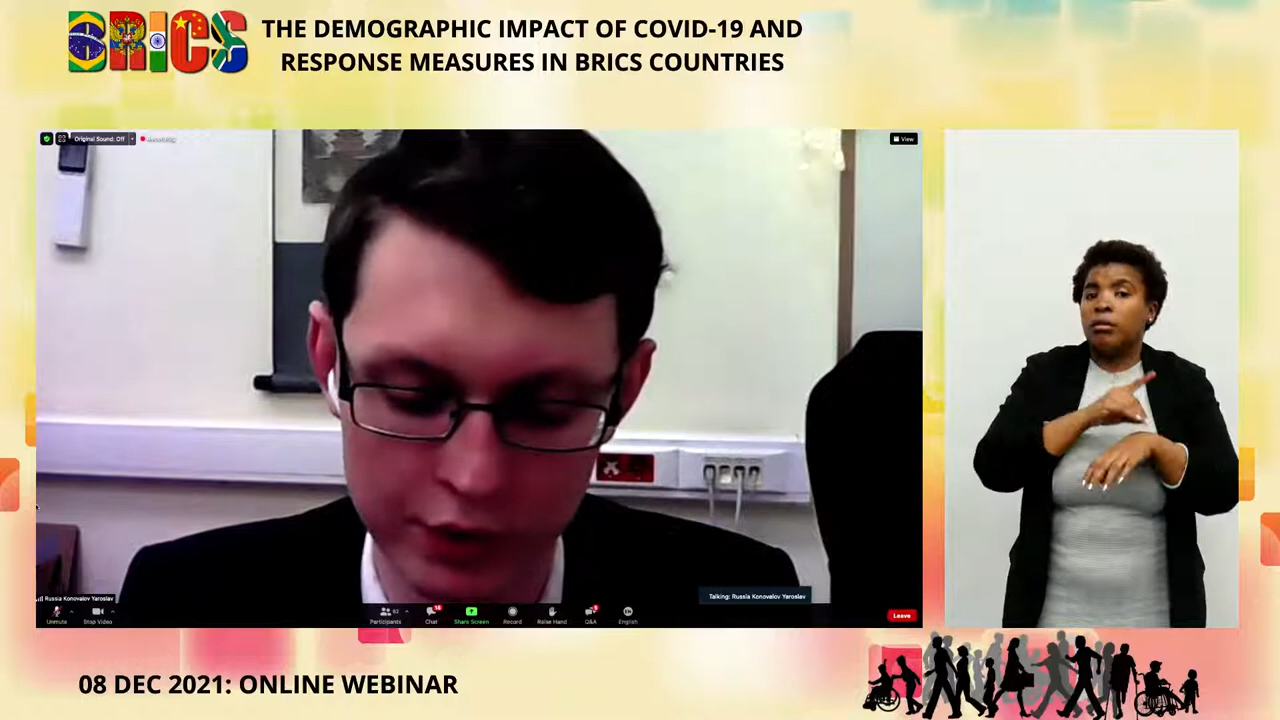 BRICS
THE DEMOGRAPHIC IMPACT OF COVID-19 AND
RESPONSE MEASURES IN BRICS COUNTRIES
Original Sound: Off
View
Russia Konovalov Yaroslav
Talking: Russia Konovalov Yaroslav
Unmute
Stop Video
Participants
62
Chat
Share Screen
Record
Raise Hand
Q&A
English
Leave
08 DEC 2021: ONLINE WEBINAR